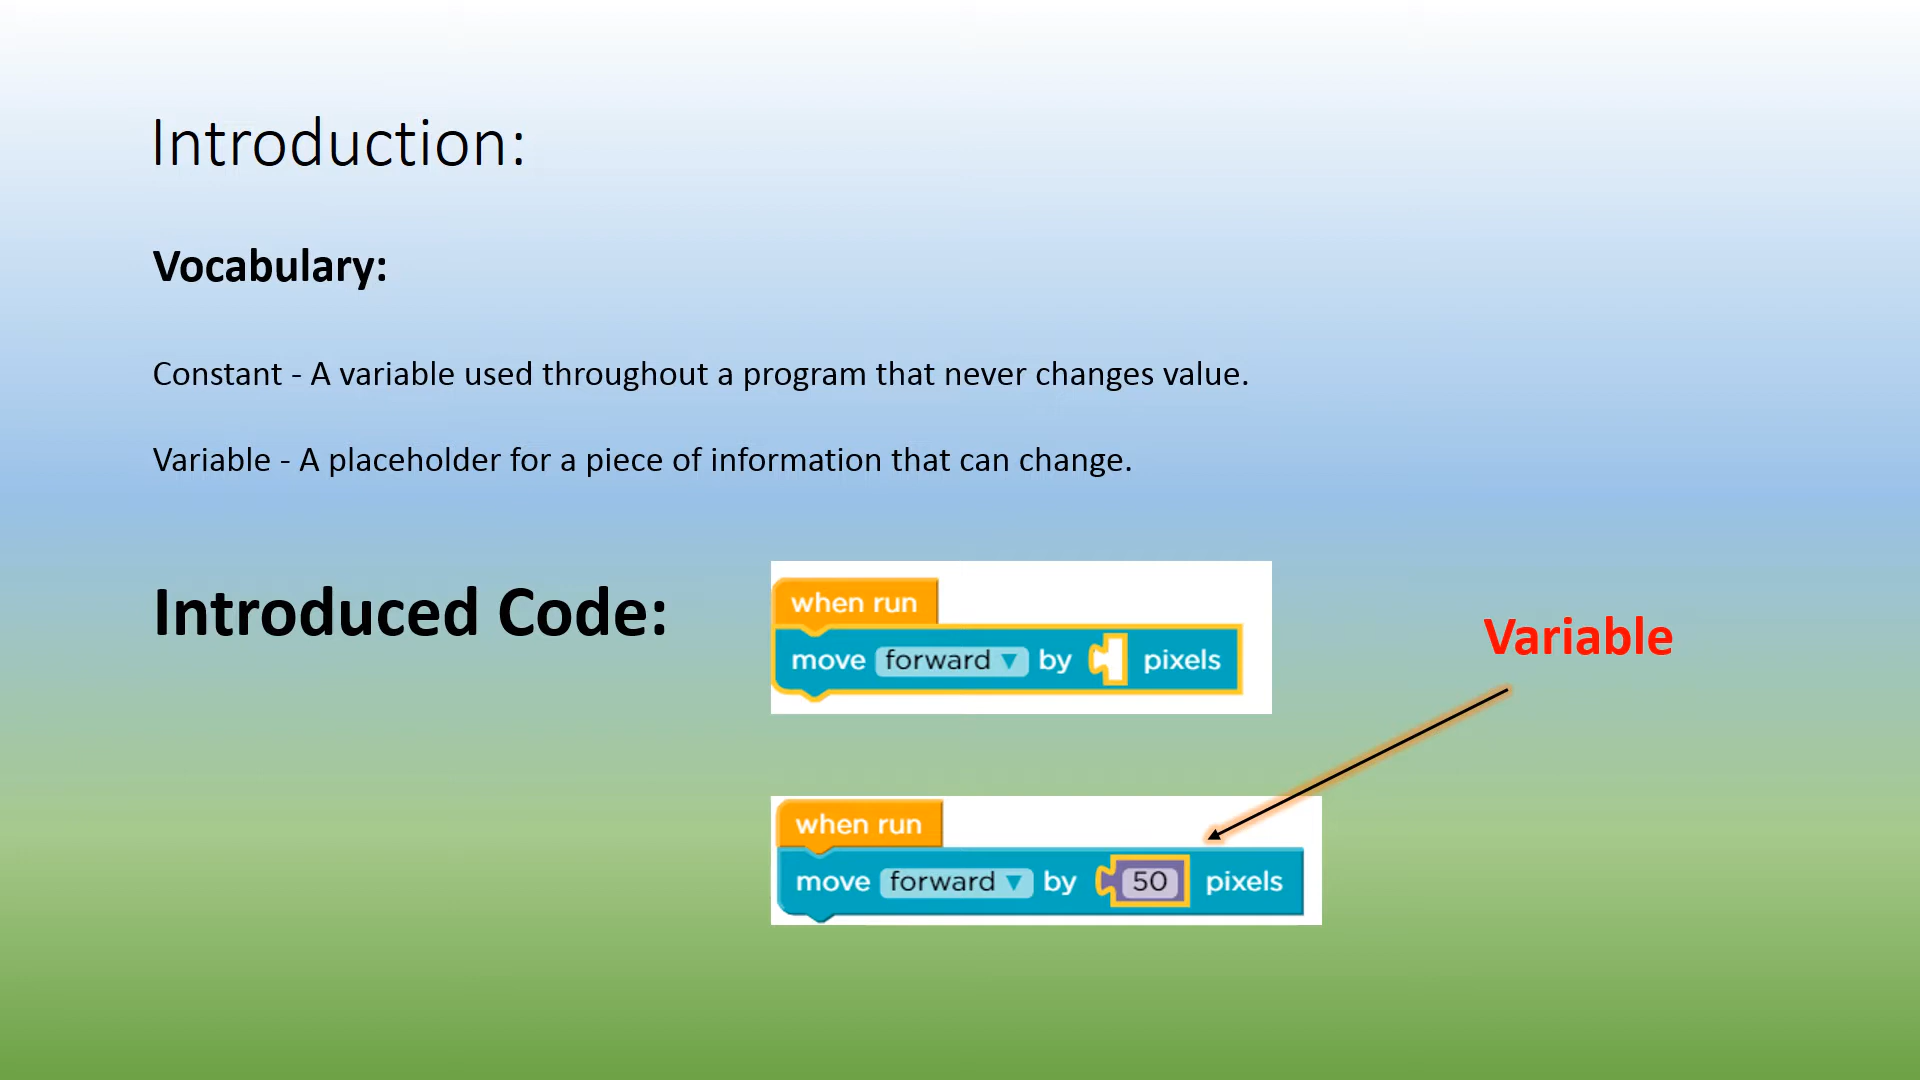 Introduction:
Vocabulary:
Constant - A variable used throughout a program that never changes value.
Variable - A placeholder for a piece of information that can change.
Introduced Code:
when run
move forward ▼ by pixels
Variable
when run
move forward ▼ by 50 pixels